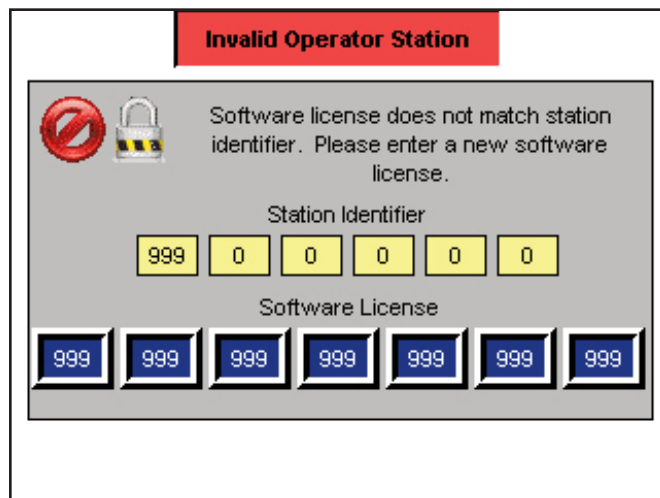 Invalid Operator Station
Software license does not match station
identifier. Please enter a new software
license.
Station Identifier
999 0 0 0 0 0
Software License
999 999 999 999 999 999 999